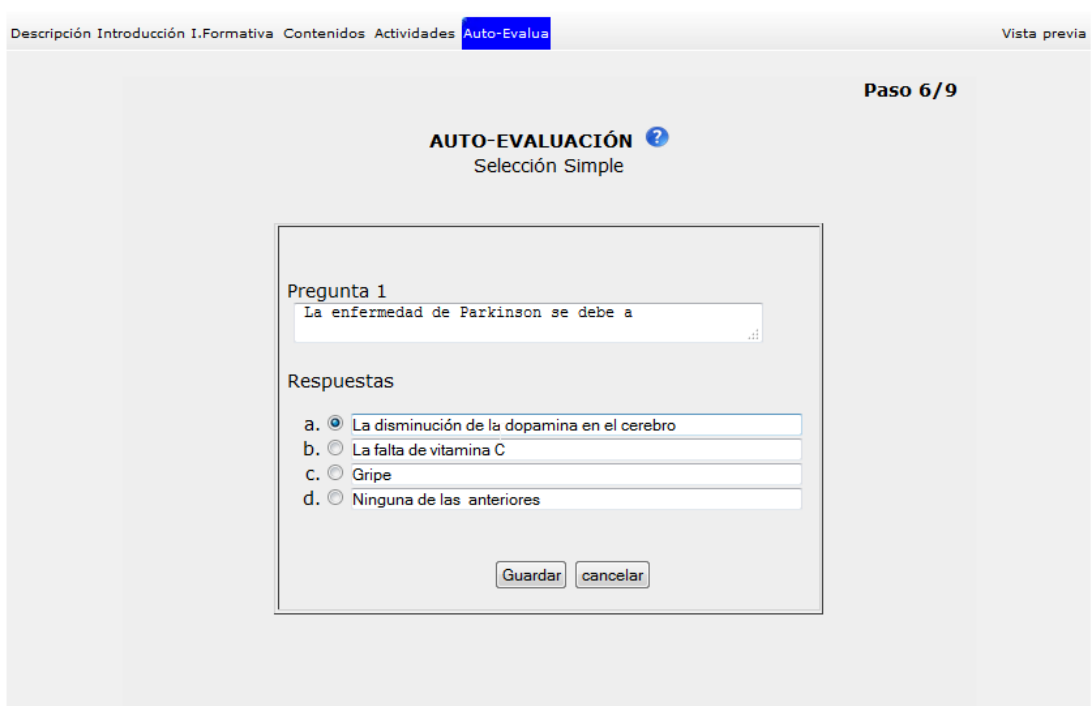 Descripción Introducción I.Formativa Contenidos Actividades Auto-Evalua Vista previa
Paso 6/9
AUTO-EVALUACIÓN ?
Selección Simple
Pregunta 1
La enfermedad de Parkinson se debe a
Respuestas
a. La disminución de la dopamina en el cerebro
b. La falta de vitamina C
c. Gripe
d. Ninguna de las anteriores
Guardar cancelar